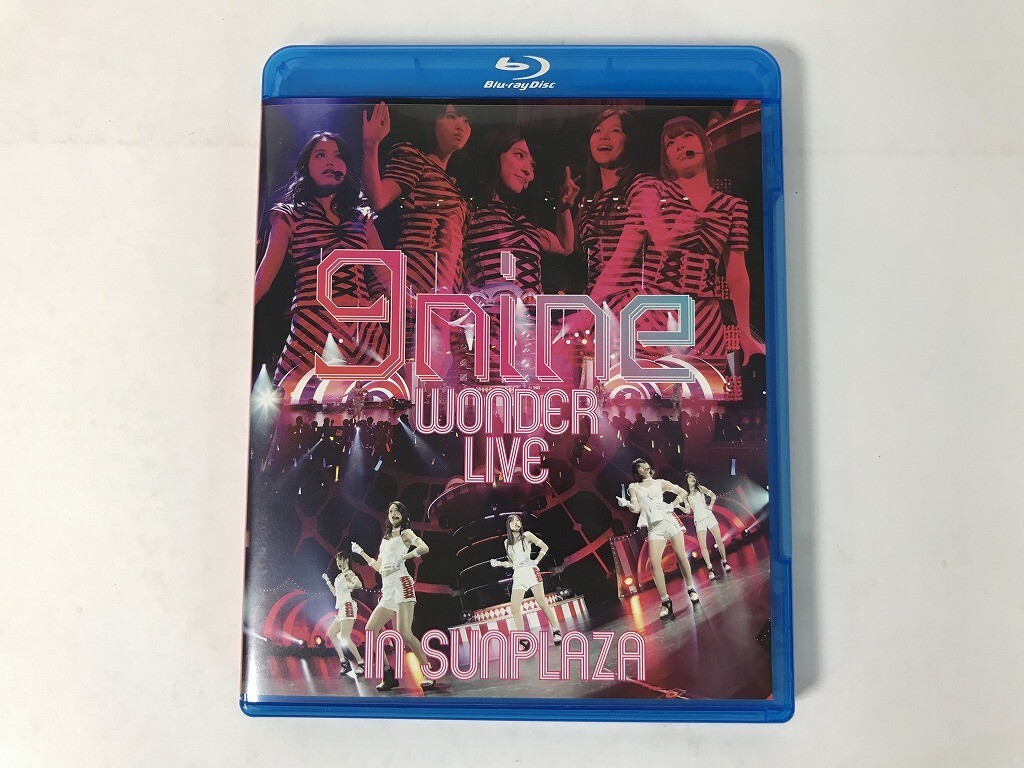 Blu-ray Disc
9nine
WONDER
LIVE
IN SUNPLAZA